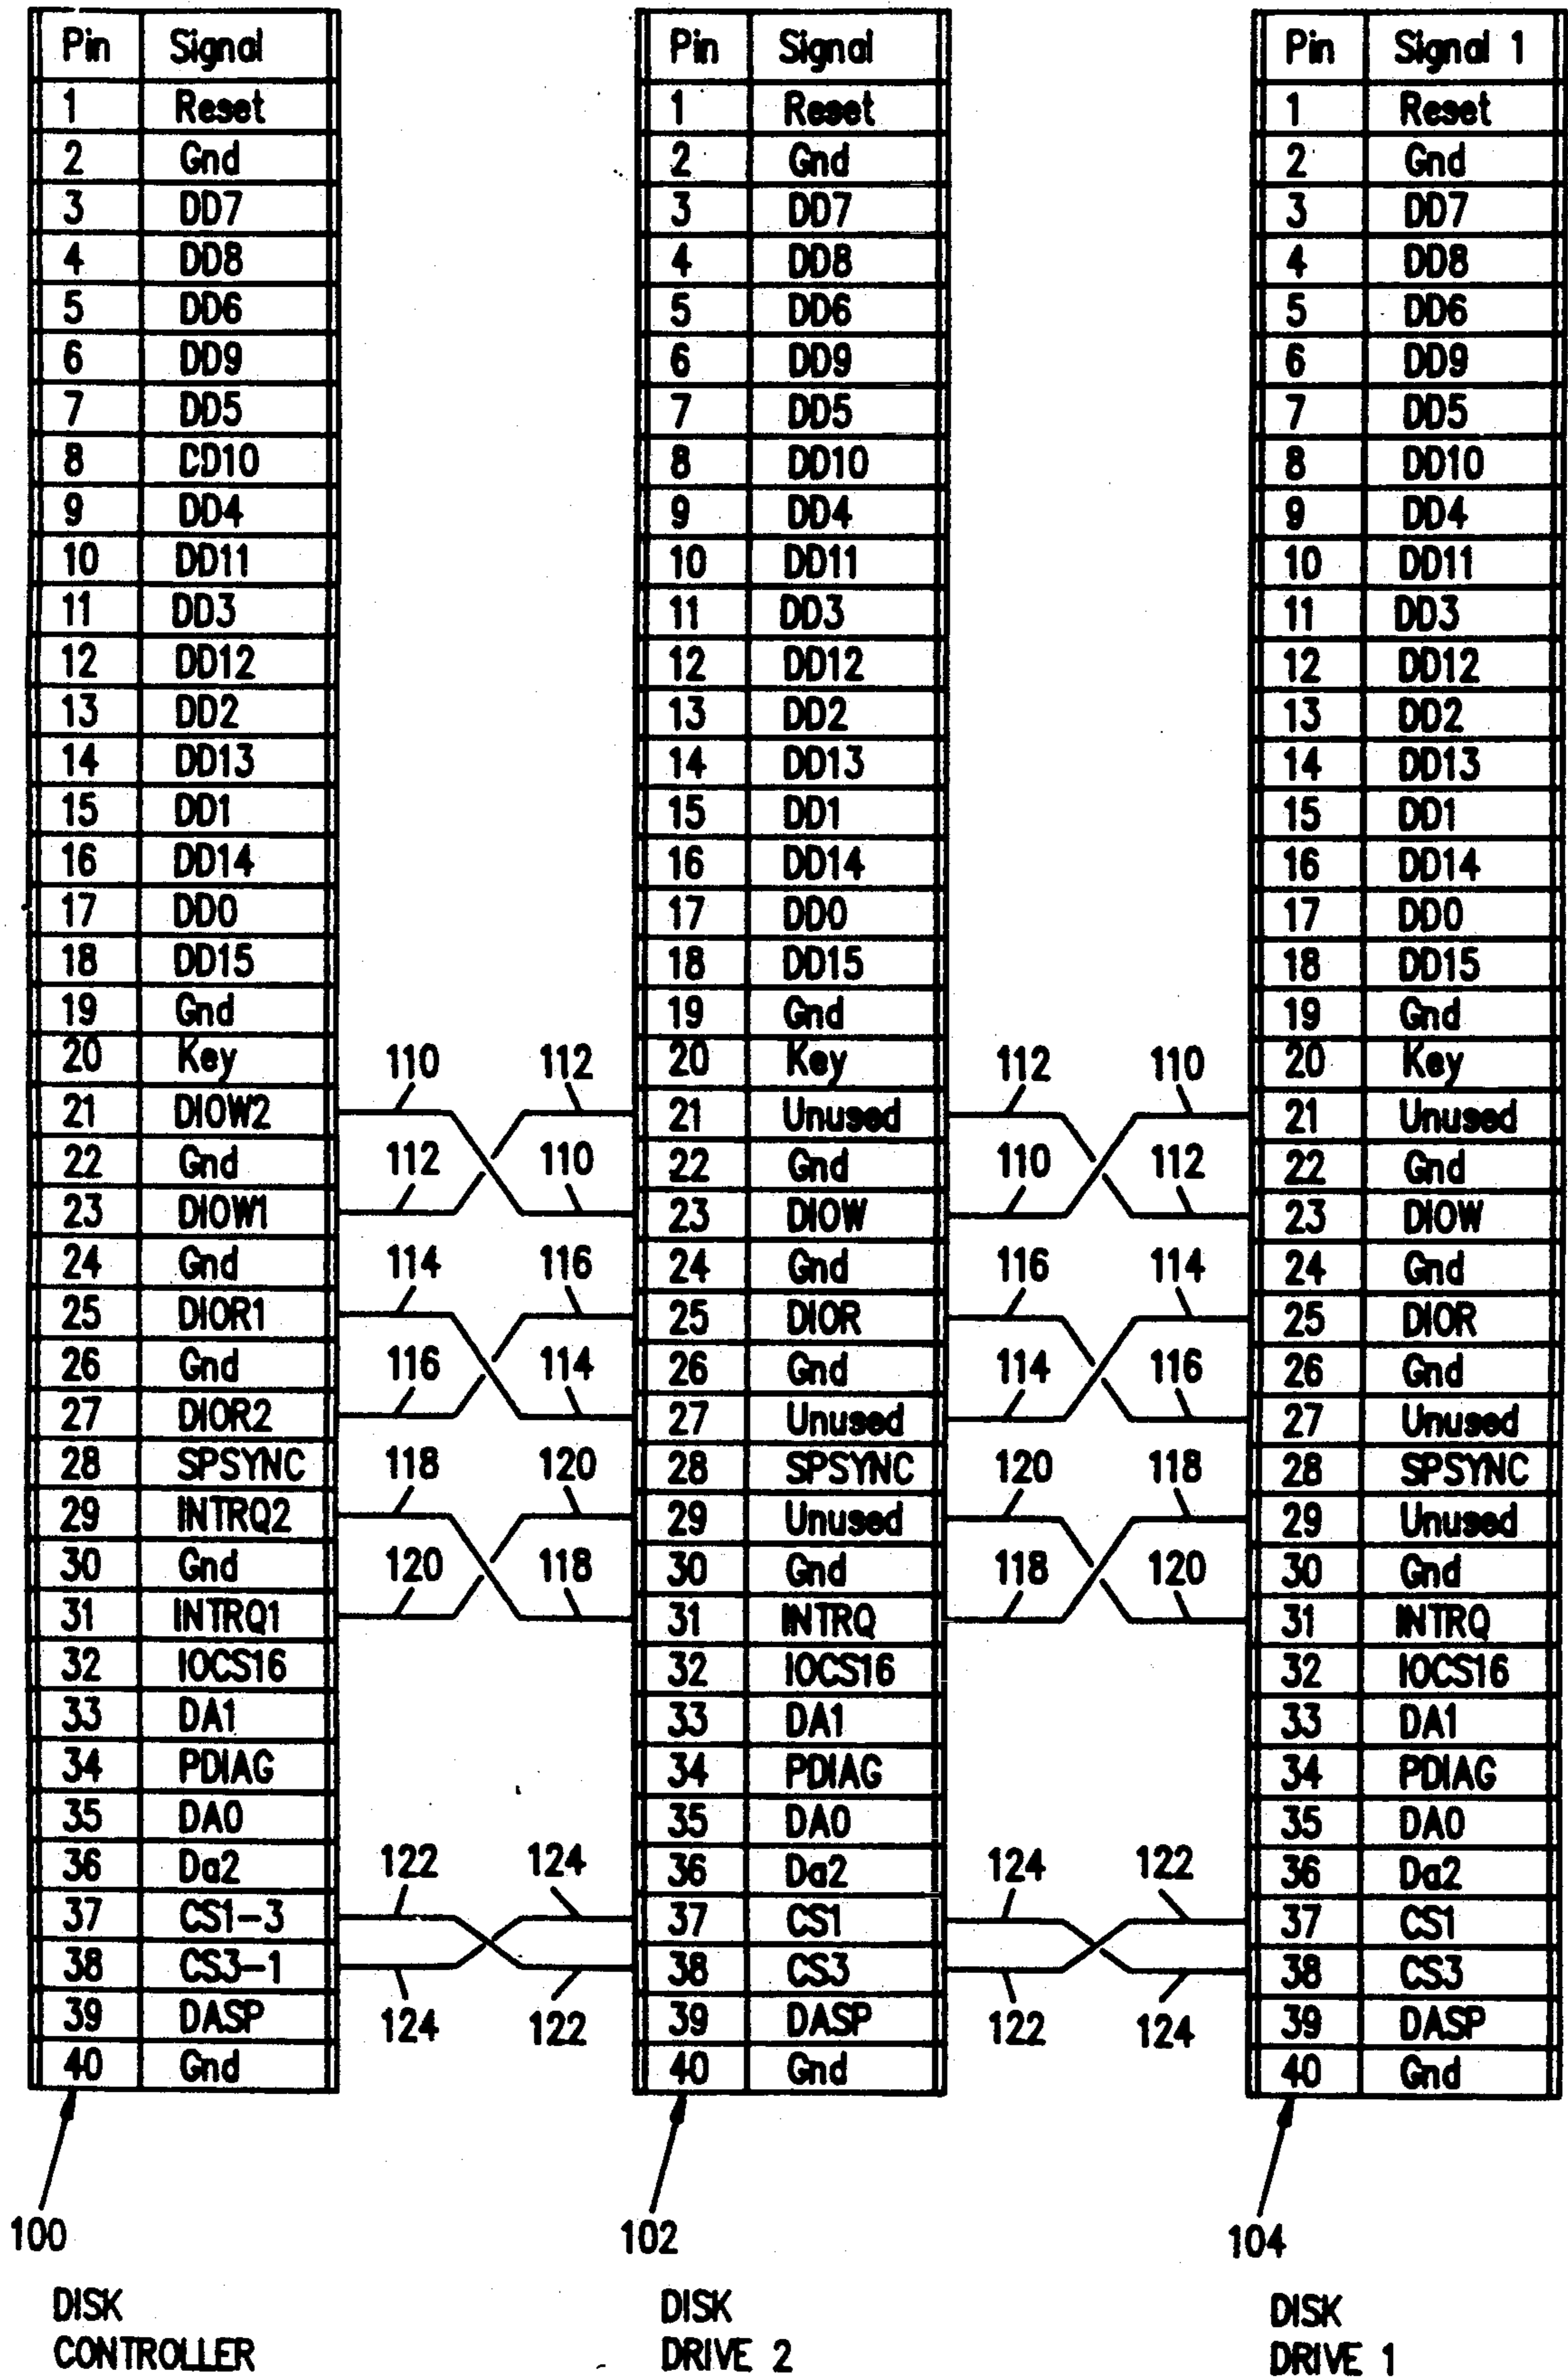 Pin Signal Pin Signal Pin Signal 1
1 Reset 1 Reset 1 Reset
2 Gnd 2 Gnd 2 Gnd
3 DD7 3 DD7 3 DD7
4 DD8 4 DD8 4 DD8
5 DD6 5 DD6 5 DD6
6 DD9 6 DD9 6 DD9
7 DD5 7 DD5 7 DD5
8 CD10 8 DD10 8 DD10
9 DD4 9 DD4 9 DD4
10 DD11 10 DD11 10 DD11
11 DD3 11 DD3 11 DD3
12 DD12 12 DD12 12 DD12
13 DD2 13 DD2 13 DD2
14 DD13 14 DD13 14 DD13
15 DD1 15 DD1 15 DD1
16 DD14 16 DD14 16 DD14
17 DD0 17 DD0 17 DD0
18 DD15 18 DD15 18 DD15
19 Gnd 19 Gnd 19 Gnd
20 Key 110 112 20 Key 112 110 20 Key
21 DIOW2 21 Unused 21 Unused
22 Gnd 112 110 22 Gnd 110 112 22 Gnd
23 DIOW1 23 DIOW 23 DIOW
24 Gnd 114 116 24 Gnd 116 114 24 Gnd
25 DIOR1 25 DIOR 25 DIOR
26 Gnd 116 114 26 Gnd 114 116 26 Gnd
27 DIOR2 27 Unused 27 Unused
28 SPSYNC 118 120 28 SPSYNC 120 118 28 SPSYNC
29 INTRQ2 29 Unused 29 Unused
30 Gnd 120 118 30 Gnd 118 120 30 Gnd
31 INTRQ1 31 INTRQ 31 INTRQ
32 IOCS16 32 IOCS16 32 IOCS16
33 DA1 33 DA1 33 DA1
34 PDIAG 34 PDIAG 34 PDIAG
35 DA0 35 DA0 35 DA0
36 Da2 122 124 36 Da2 124 122 36 Da2
37 CS1-3 37 CS1 37 CS1
38 CS3-1 38 CS3 38 CS3
39 DASP 124 122 39 DASP 122 124 39 DASP
40 Gnd 40 Gnd 40 Gnd
100 102 104
DISK DISK DISK
CONTROLLER DRIVE 2 DRIVE 1